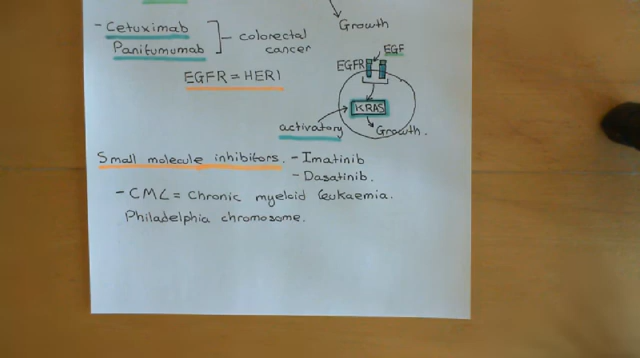 Growth
- Cetuximab
Panitumumab
colorectal
cancer
EGFR = HER1
EGFR
EGF
KRAS
activatory
Growth.
Small molecule inhibitors. - Imatinib
- Dasatinib.
- CML = Chronic myeloid leukaemia.
Philadelphia chromosome.